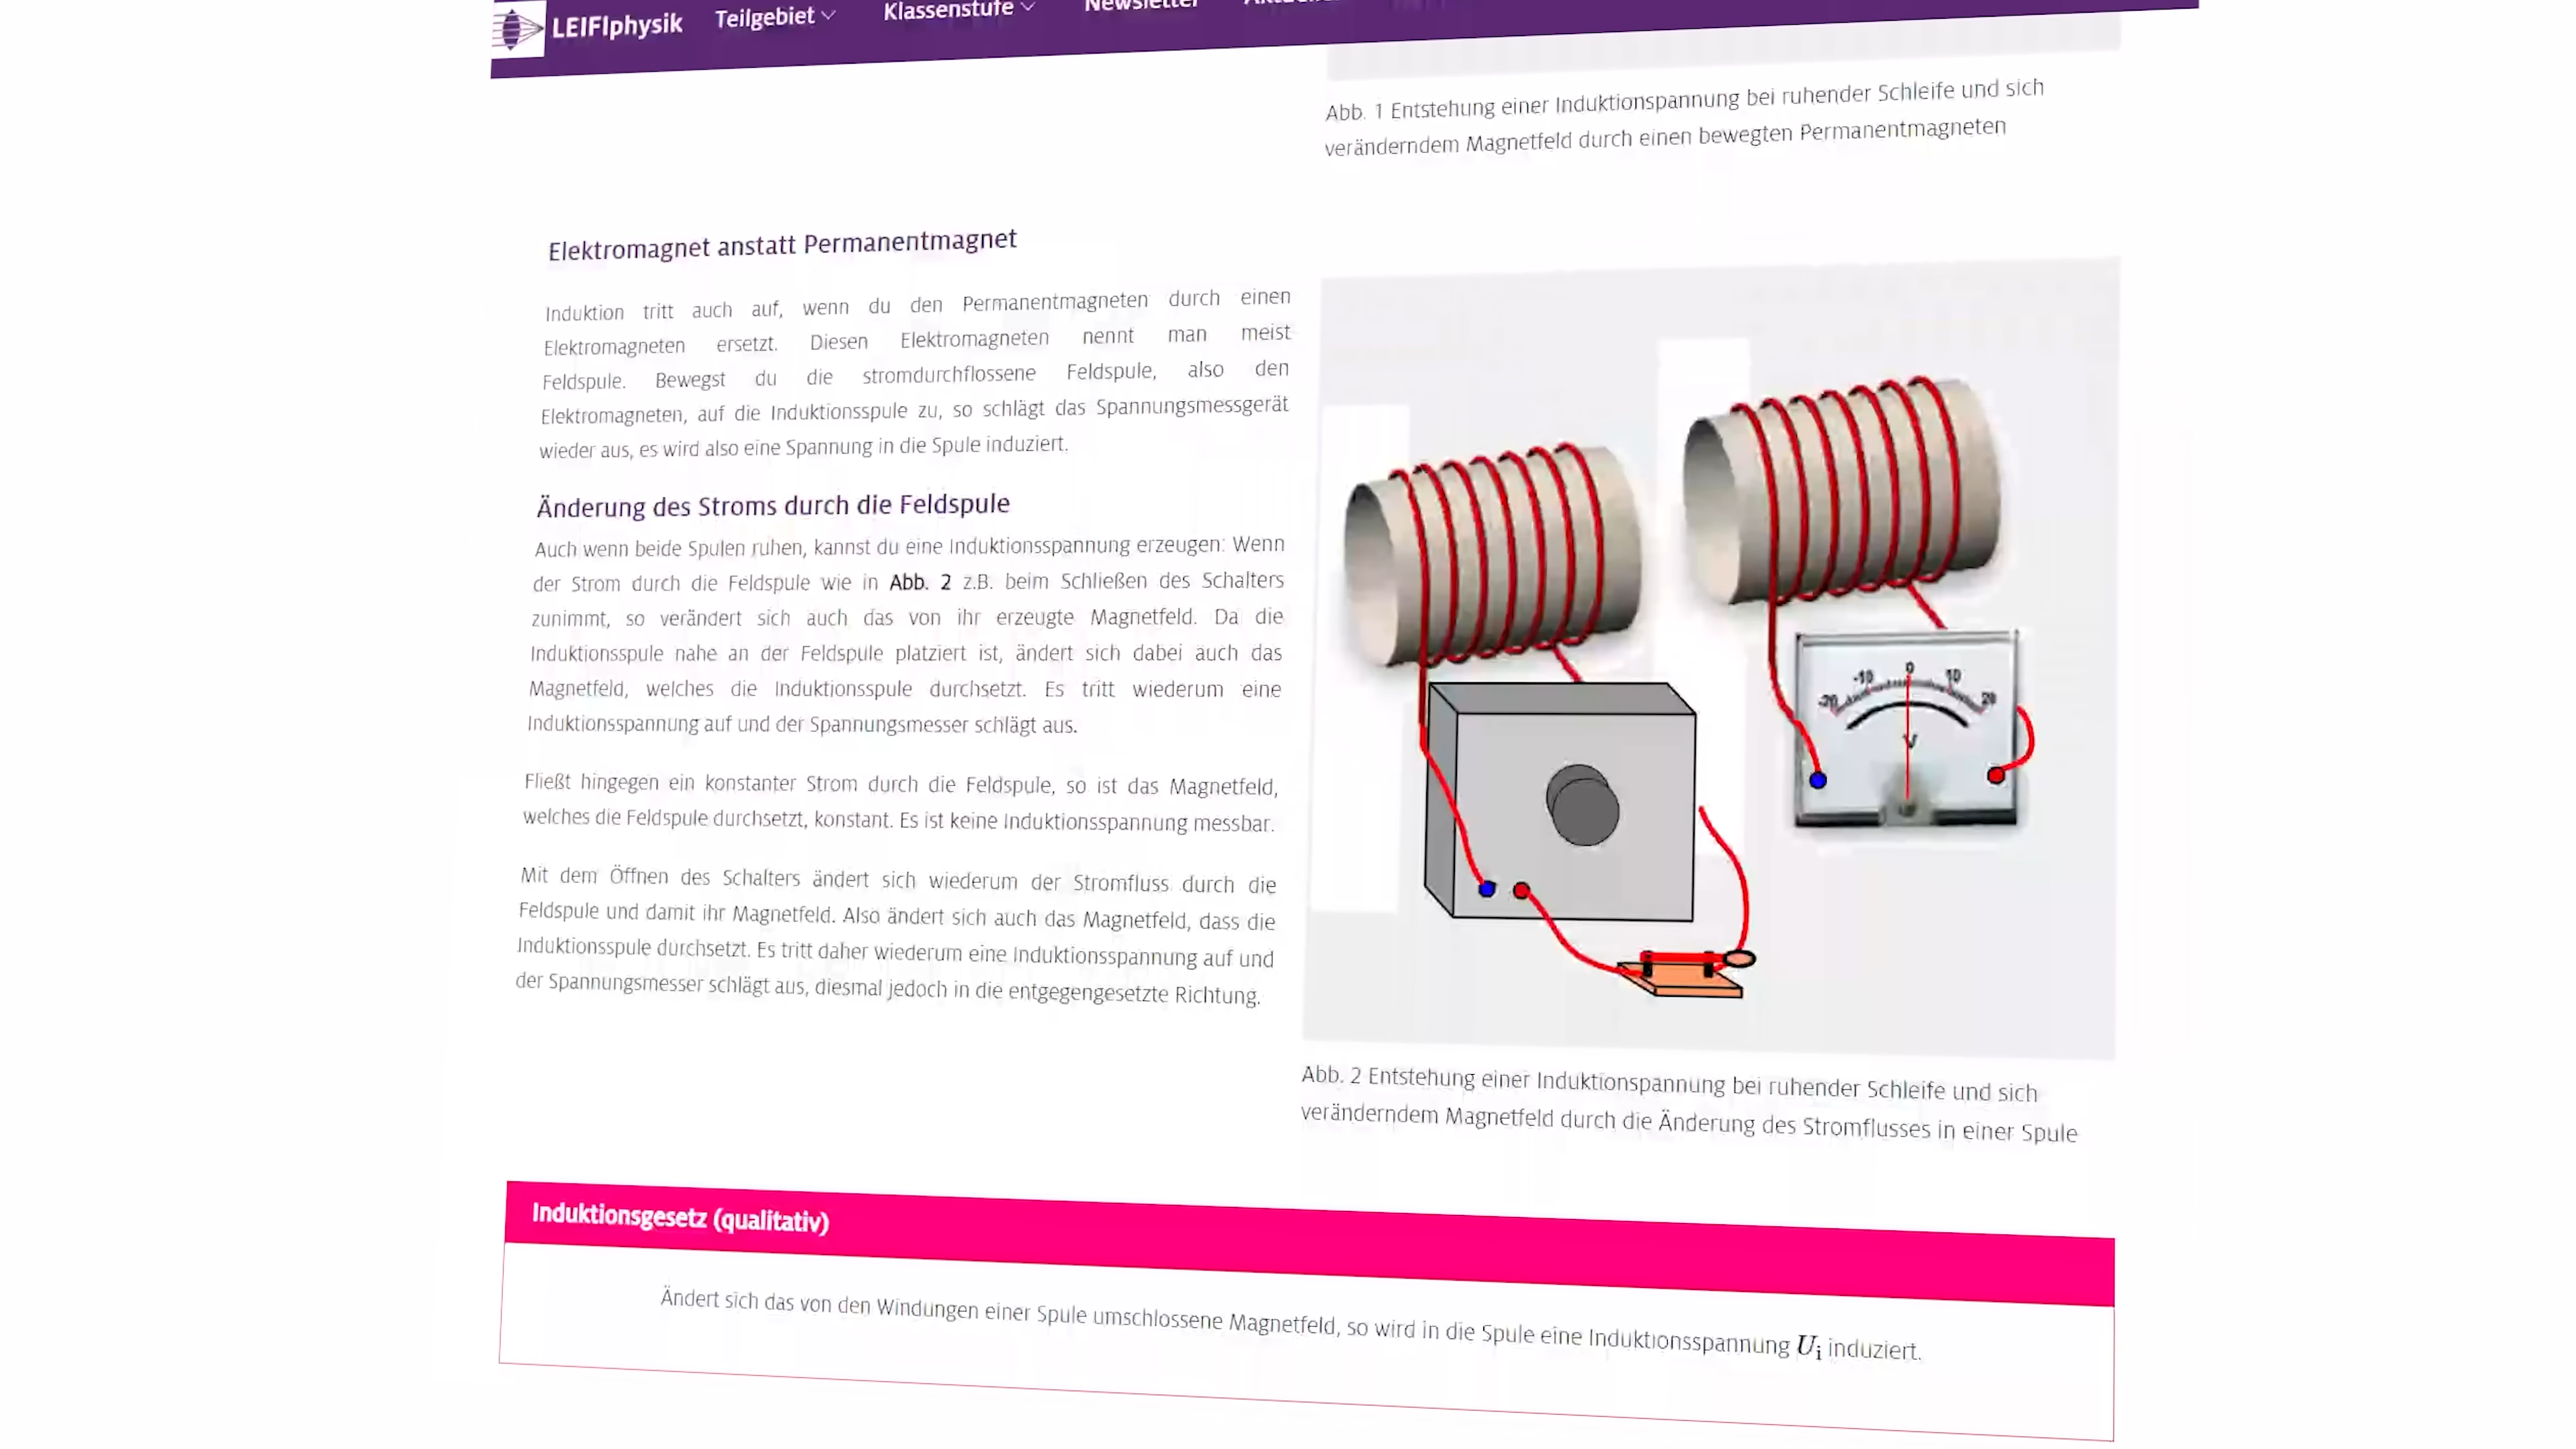 LEIFIphysik Teilgebiet Klassenstufe Newsletter
Abb. 1 Entstehung einer Induktionspannung bei ruhender Schleife und sich
veränderndem Magnetfeld durch einen bewegten Permanentmagneten
Elektromagnet anstatt Permanentmagnet
Induktion tritt auch auf, wenn du den Permanentmagneten durch einen
Elektromagneten ersetzt. Diesen Elektromagneten nennt man meist
Feldspule. Bewegst du die stromdurchflossene Feldspule, also den
Elektromagneten, auf die Induktionsspule zu, so schlägt das Spannungsmessgerät
wieder aus, es wird also eine Spannung in die Spule induziert.
Änderung des Stroms durch die Feldspule
Auch wenn beide Spulen ruhen, kannst du eine Induktionsspannung erzeugen: Wenn
der Strom durch die Feldspule wie in Abb. 2 z.B. beim Schließen des Schalters
zunimmt, so verändert sich auch das von ihr erzeugte Magnetfeld. Da die
Induktionsspule nahe an der Feldspule platziert ist, ändert sich dabei auch das
Magnetfeld, welches die Induktionsspule durchsetzt. Es tritt wiederum eine
Induktionsspannung auf und der Spannungsmesser schlägt aus.
Fließt hingegen ein konstanter Strom durch die Feldspule, so ist das Magnetfeld,
welches die Feldspule durchsetzt, konstant. Es ist keine Induktionsspannung messbar.
Mit dem Öffnen des Schalters ändert sich wiederum der Stromfluss durch die
Feldspule und damit ihr Magnetfeld. Also ändert sich auch das Magnetfeld, dass die
Induktionsspule durchsetzt. Es tritt daher wiederum eine Induktionsspannung auf und
der Spannungsmesser schlägt aus, diesmal jedoch in die entgegengesetzte Richtung.
-20 -10 0 10 20
V
Abb. 2 Entstehung einer Induktionspannung bei ruhender Schleife und sich
veränderndem Magnetfeld durch die Änderung des Stromflusses in einer Spule
Induktionsgesetz (qualitativ)
Ändert sich das von den Windungen einer Spule umschlossene Magnetfeld, so wird in die Spule eine Induktionsspannung Ui induziert.